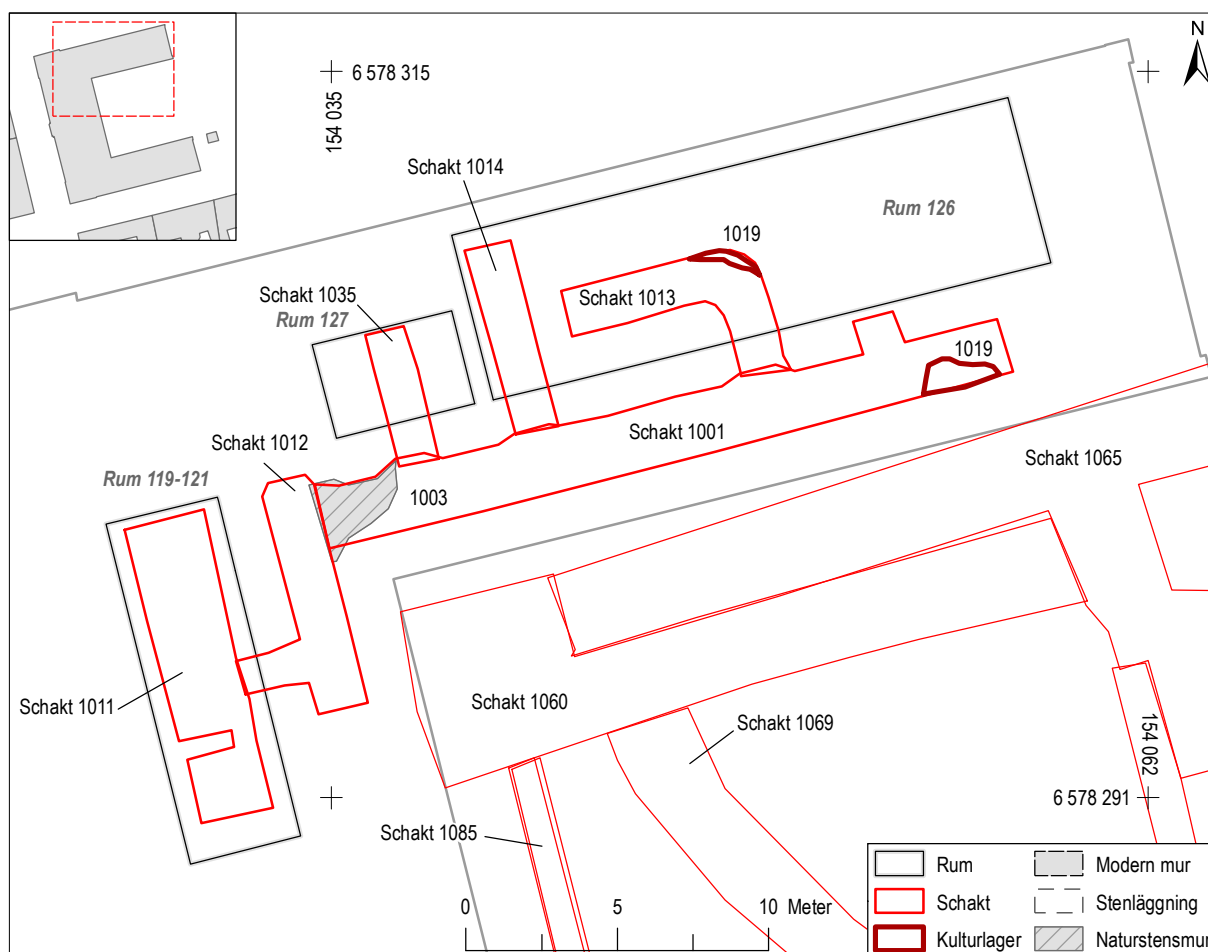 N
6 578 315
154 035
Schakt 1014
Rum 126
1019
Schakt 1035
Schakt 1013
Rum 127
1019
Schakt 1001
Schakt 1012
Schakt 1065
Rum 119-121
1003
Schakt 1060
Schakt 1011
Schakt 1069
154 062
6 578 291
Schakt 1085
Rum
Modern mur
Schakt
Stenläggning
Kulturlager
Naturstensmur
0 5 10 Meter